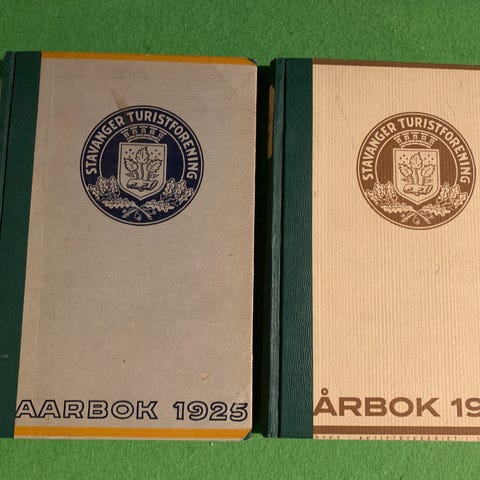 STAVANGER TURISTFORENING
AARBOK 1925
STAVANGER TURISTFORENING
ÅRBOK 19